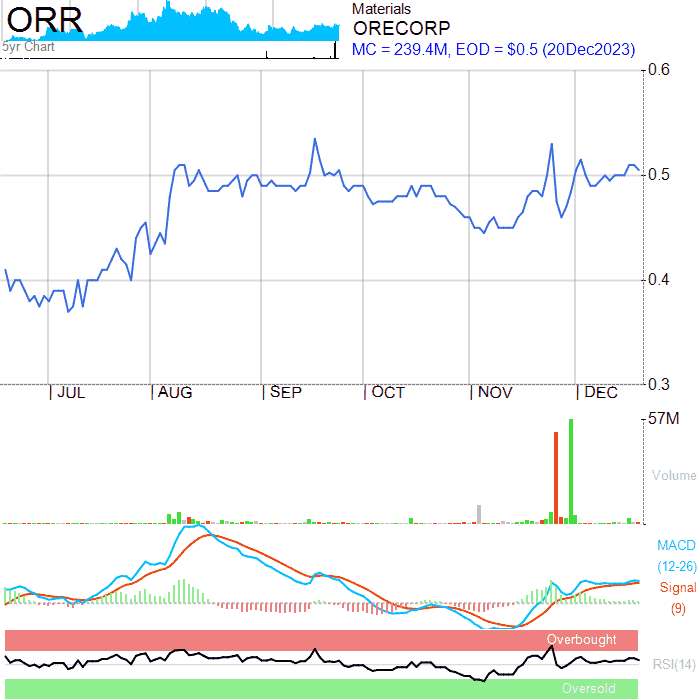 ORR
5yr Chart
Materials
ORECORP
MC = 239.4M, EOD = $0.5 (20Dec2023)
0.6
0.5
0.4
0.3
JUL AUG SEP OCT NOV DEC
57M
Volume
MACD
(12-26)
Signal
(9)
Overbought
RSI(14)
Oversold